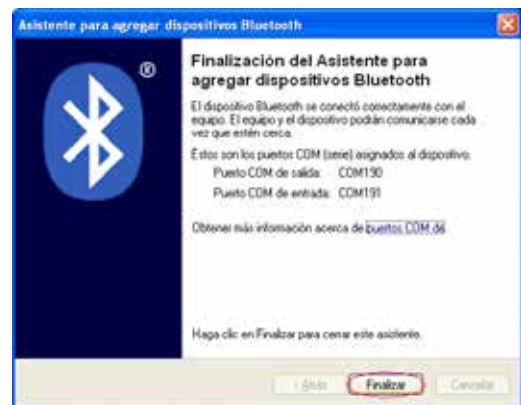 Asistente para agregar dispositivos Bluetooth
®
Finalización del Asistente para
agregar dispositivos Bluetooth
El dispositivo Bluetooth se conectó correctamente con el
equipo. El equipo y el dispositivo podrán comunicarse cada
vez que estén cerca.
Éstos son los puertos COM (serie) asignados al dispositivo.
Puerto COM de salida: COM190
Puerto COM de entrada: COM191
Obtener más información acerca de puertos COM de
Haga clic en Finalizar para cerrar este asistente.
< Atrás Finalizar Cancelar